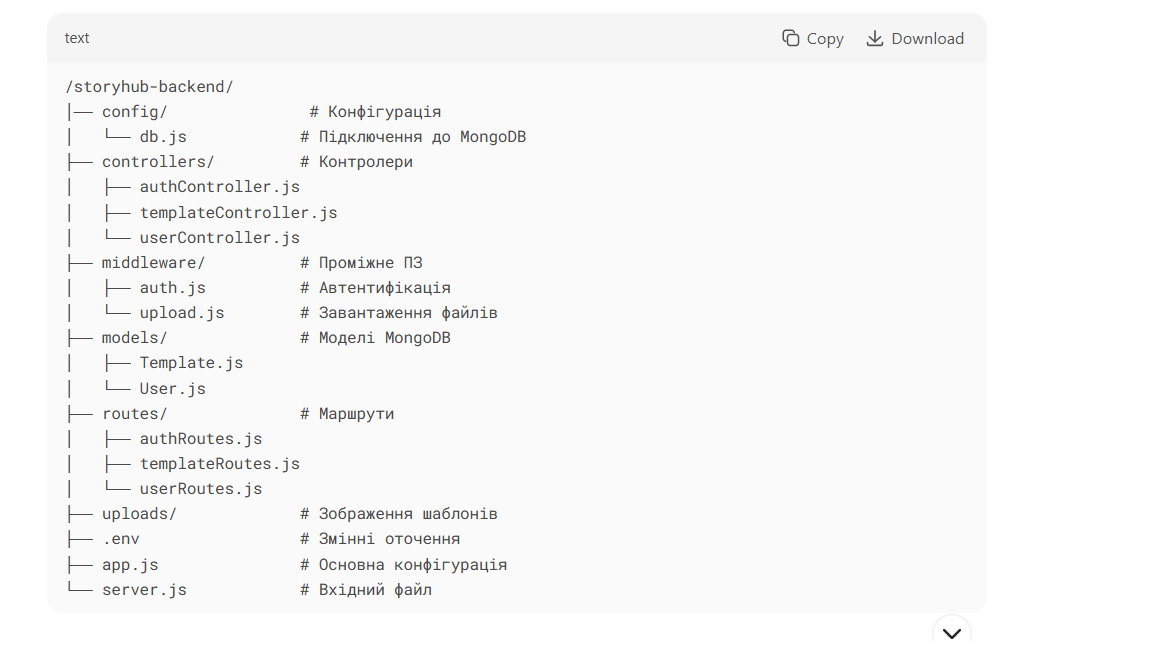 text
Copy
Download
/storyhub-backend/
├── config/               # Конфігурація
│   └── db.js            # Підключення до MongoDB
├── controllers/         # Контролери
│   ├── authController.js
│   ├── templateController.js
│   └── userController.js
├── middleware/          # Проміжне ПЗ
│   ├── auth.js          # Автентифікація
│   └── upload.js        # Завантаження файлів
├── models/              # Моделі MongoDB
│   ├── Template.js
│   └── User.js
├── routes/              # Маршрути
│   ├── authRoutes.js
│   ├── templateRoutes.js
│   └── userRoutes.js
├── uploads/             # Зображення шаблонів
├── .env                 # Змінні оточення
├── app.js               # Основна конфігурація
└── server.js            # Вхідний файл